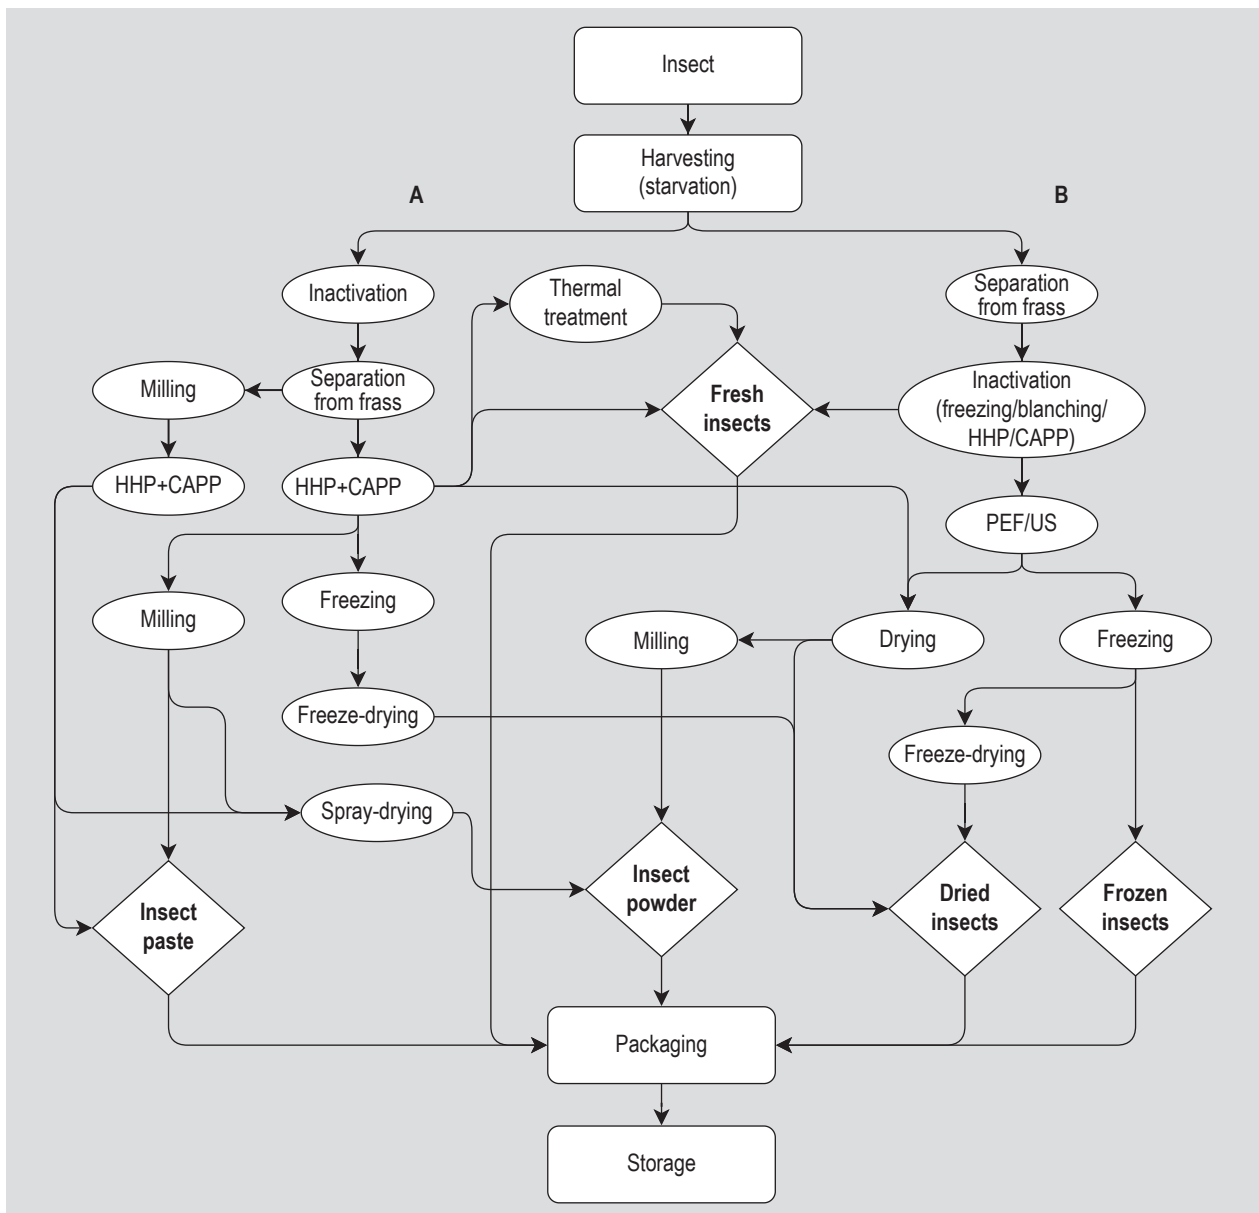 Insect
Harvesting
(starvation)
A
B
Inactivation
Thermal
treatment
Separation
from frass
Milling
Separation
from frass
Fresh
insects
Inactivation
(freezing/blanching/
HHP/CAPP)
HHP+CAPP
HHP+CAPP
PEF/US
Milling
Freezing
Milling
Drying
Freezing
Freeze-drying
Freeze-drying
Spray-drying
Insect
paste
Insect
powder
Dried
insects
Frozen
insects
Packaging
Storage